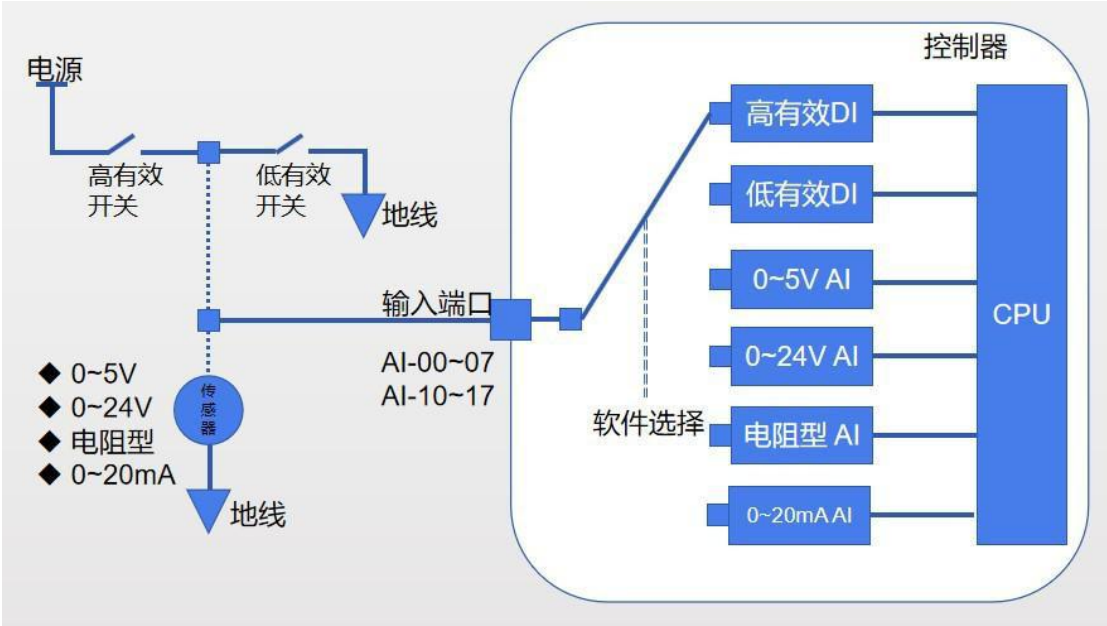 控制器
电源
高有效
开关
低有效
开关
地线
输入端口
AI-00~07
AI-10~17
◆ 0~5V
◆ 0~24V
◆ 电阻型
◆ 0~20mA
传
感
器
地线
软件选择
高有效DI
低有效DI
0~5V AI
0~24V AI
电阻型 AI
0~20mA AI
CPU